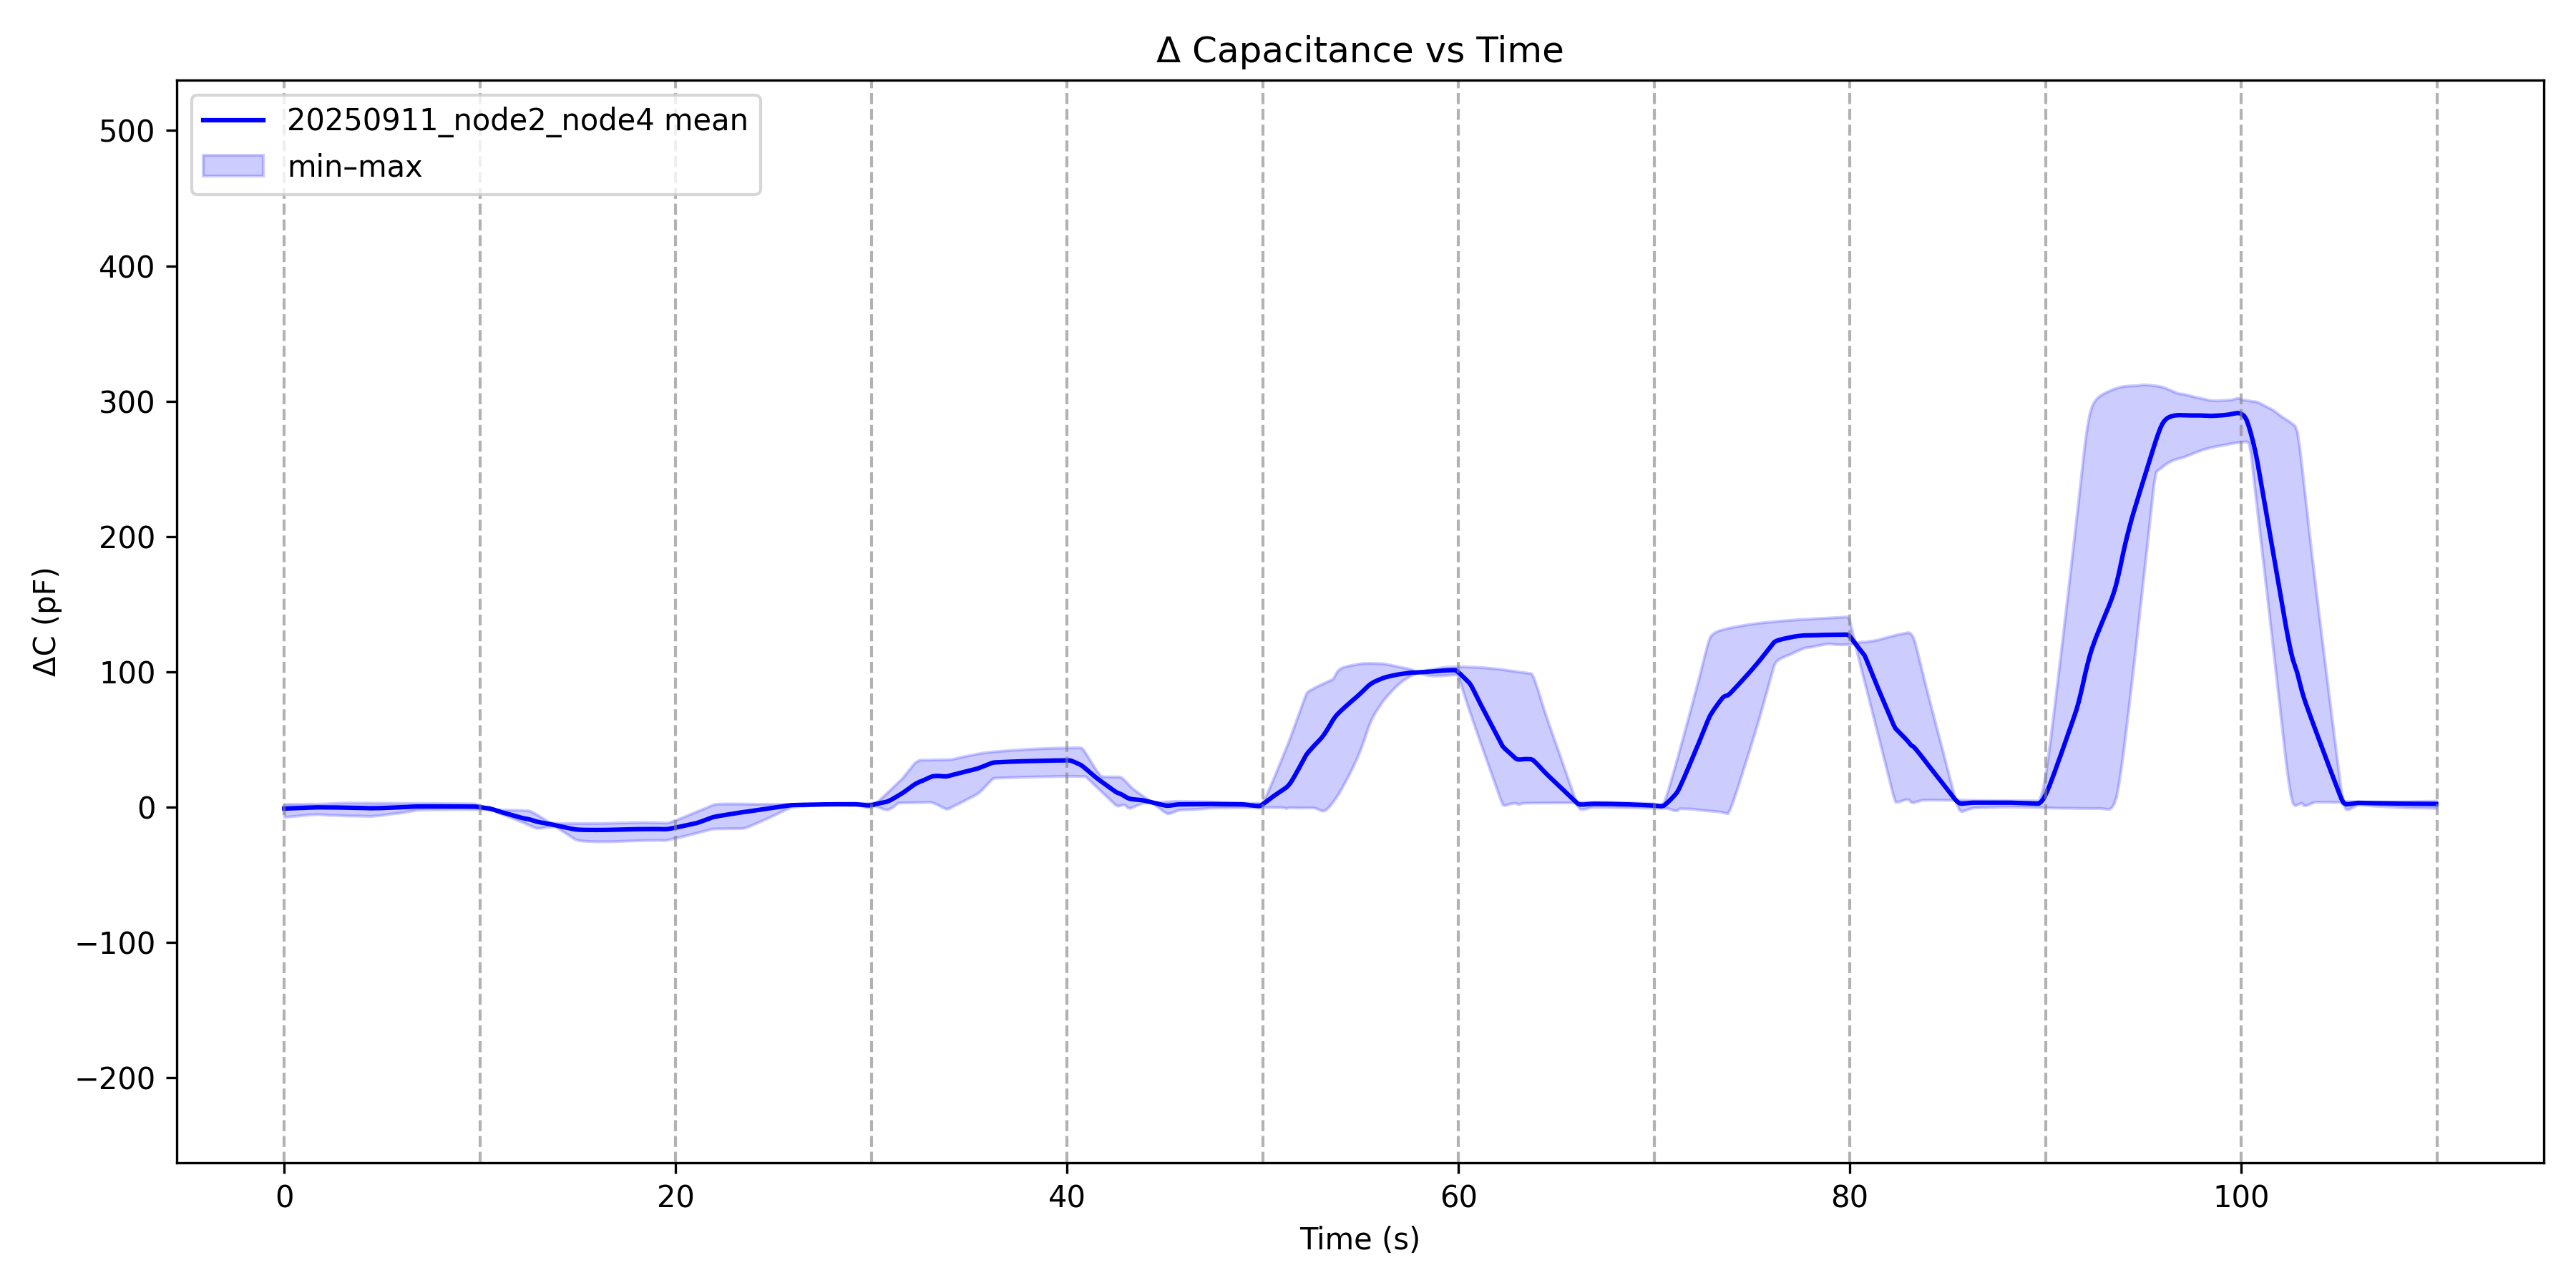 Δ Capacitance vs Time
20250911_node2_node4 mean
min–max
500
400
300
200
100
0
−100
−200
ΔC (pF)
0 20 40 60 80 100
Time (s)